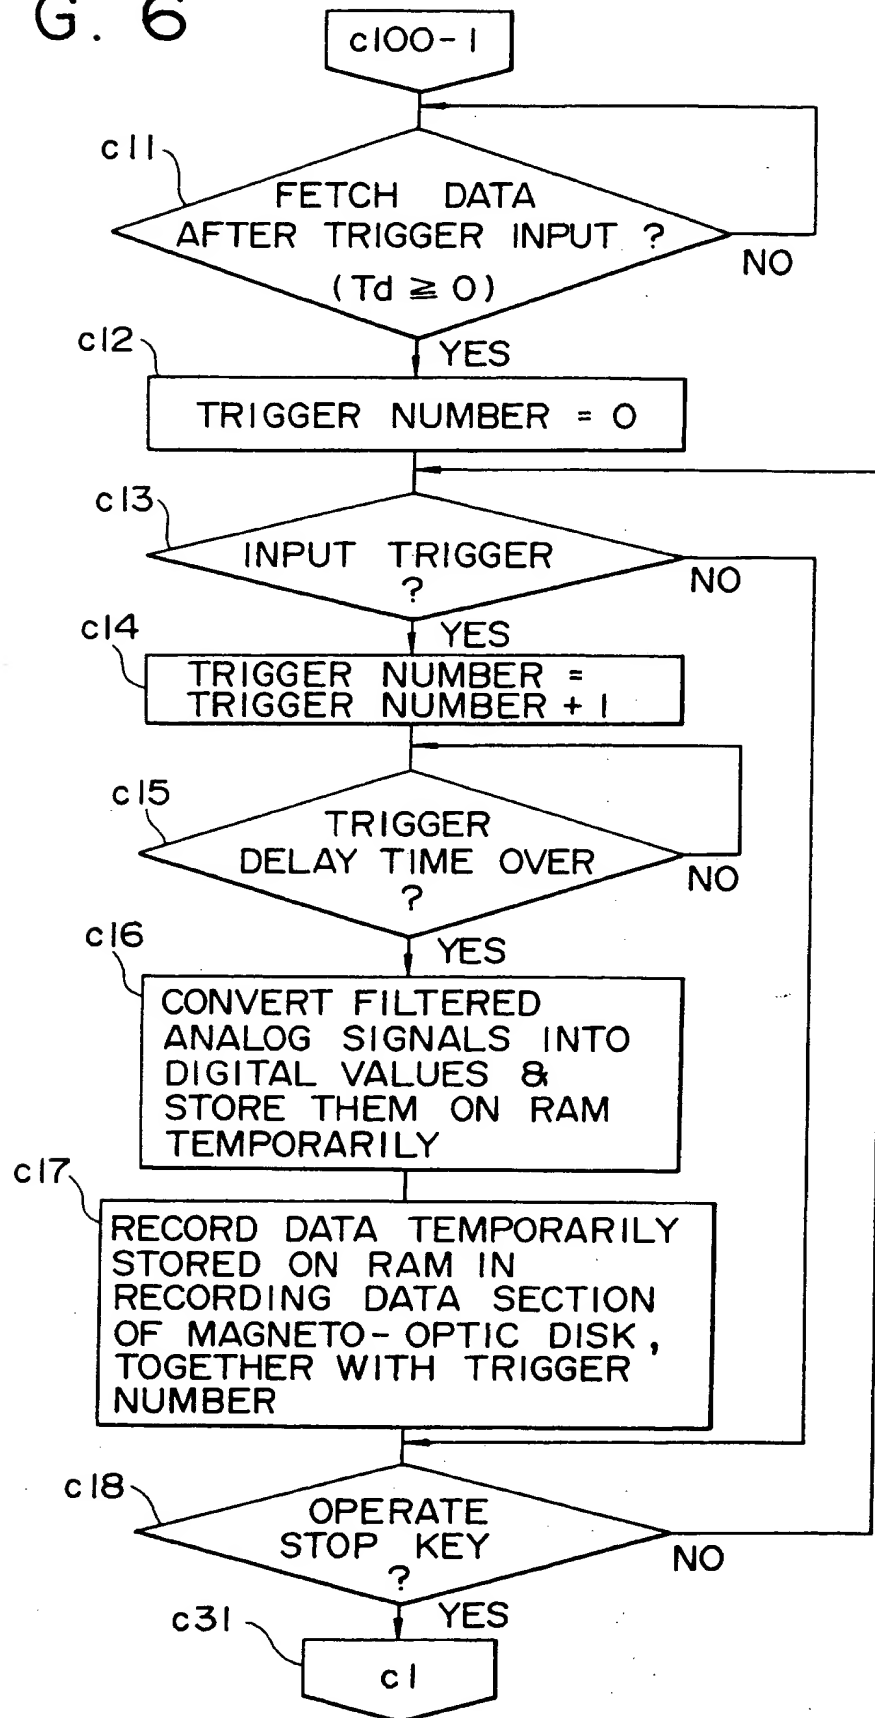 G. 6
c100-1
c11
FETCH DATA
AFTER TRIGGER INPUT ?
(Td ≧ 0)
NO
YES
c12
TRIGGER NUMBER = 0
c13
INPUT TRIGGER
?
NO
YES
c14
TRIGGER NUMBER =
TRIGGER NUMBER + 1
c15
TRIGGER
DELAY TIME OVER
?
NO
YES
c16
CONVERT FILTERED
ANALOG SIGNALS INTO
DIGITAL VALUES &
STORE THEM ON RAM
TEMPORARILY
c17
RECORD DATA TEMPORARILY
STORED ON RAM IN
RECORDING DATA SECTION
OF MAGNETO-OPTIC DISK,
TOGETHER WITH TRIGGER
NUMBER
c18
OPERATE
STOP KEY
?
NO
YES
c31
c1